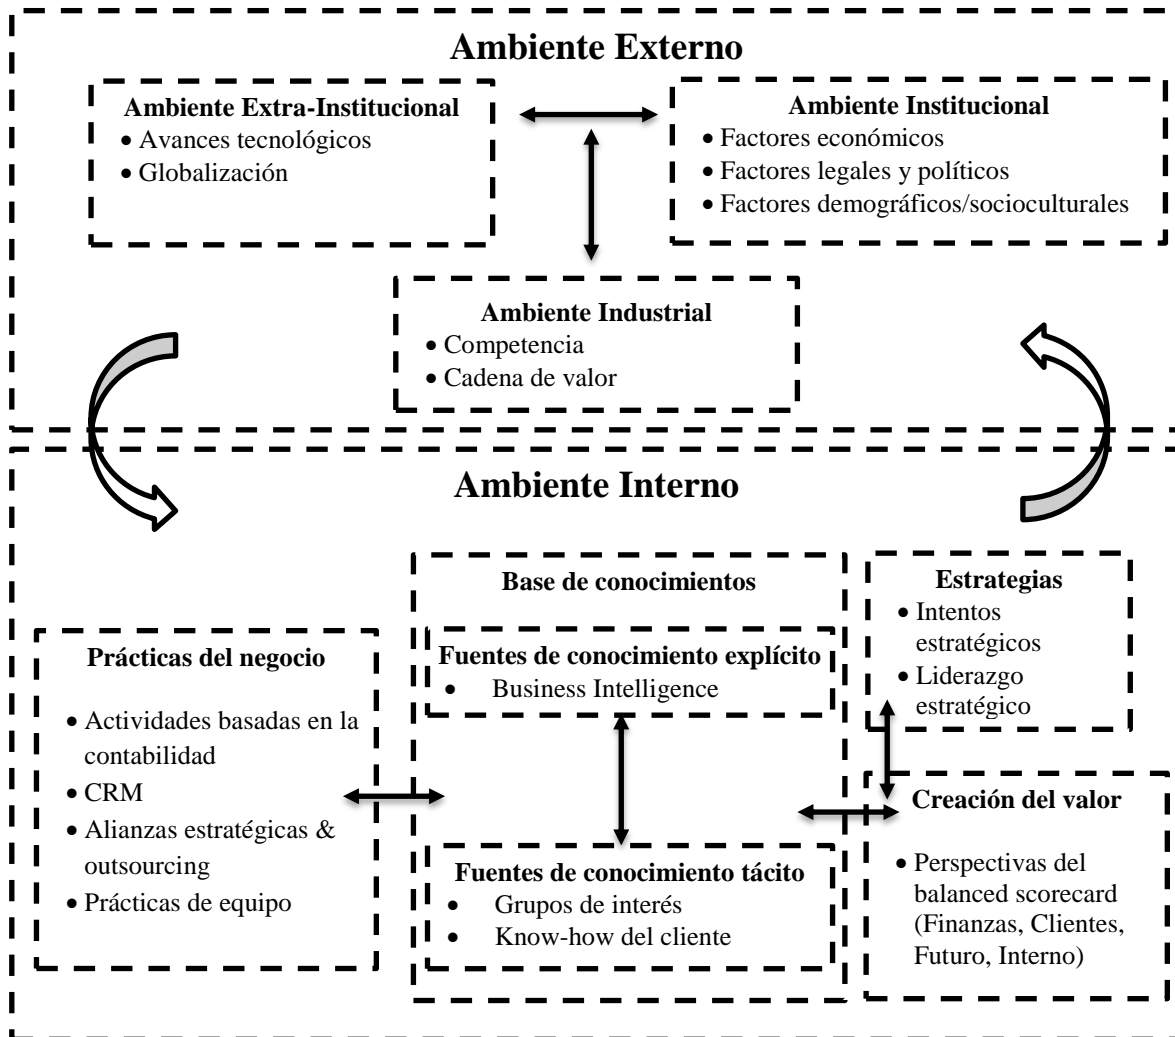 Ambiente Externo
Ambiente Extra-Institucional
• Avances tecnológicos
• Globalización
Ambiente Institucional
• Factores económicos
• Factores legales y políticos
• Factores demográficos/socioculturales
Ambiente Industrial
• Competencia
• Cadena de valor
Ambiente Interno
Prácticas del negocio
• Actividades basadas en la
contabilidad
• CRM
• Alianzas estratégicas &
outsourcing
• Prácticas de equipo
Base de conocimientos
Fuentes de conocimiento explícito
• Business Intelligence
Fuentes de conocimiento tácito
• Grupos de interés
• Know-how del cliente
Estrategias
• Intentos
estratégicos
• Liderazgo
estratégico
Creación del valor
• Perspectivas del
balanced scorecard
(Finanzas, Clientes,
Futuro, Interno)